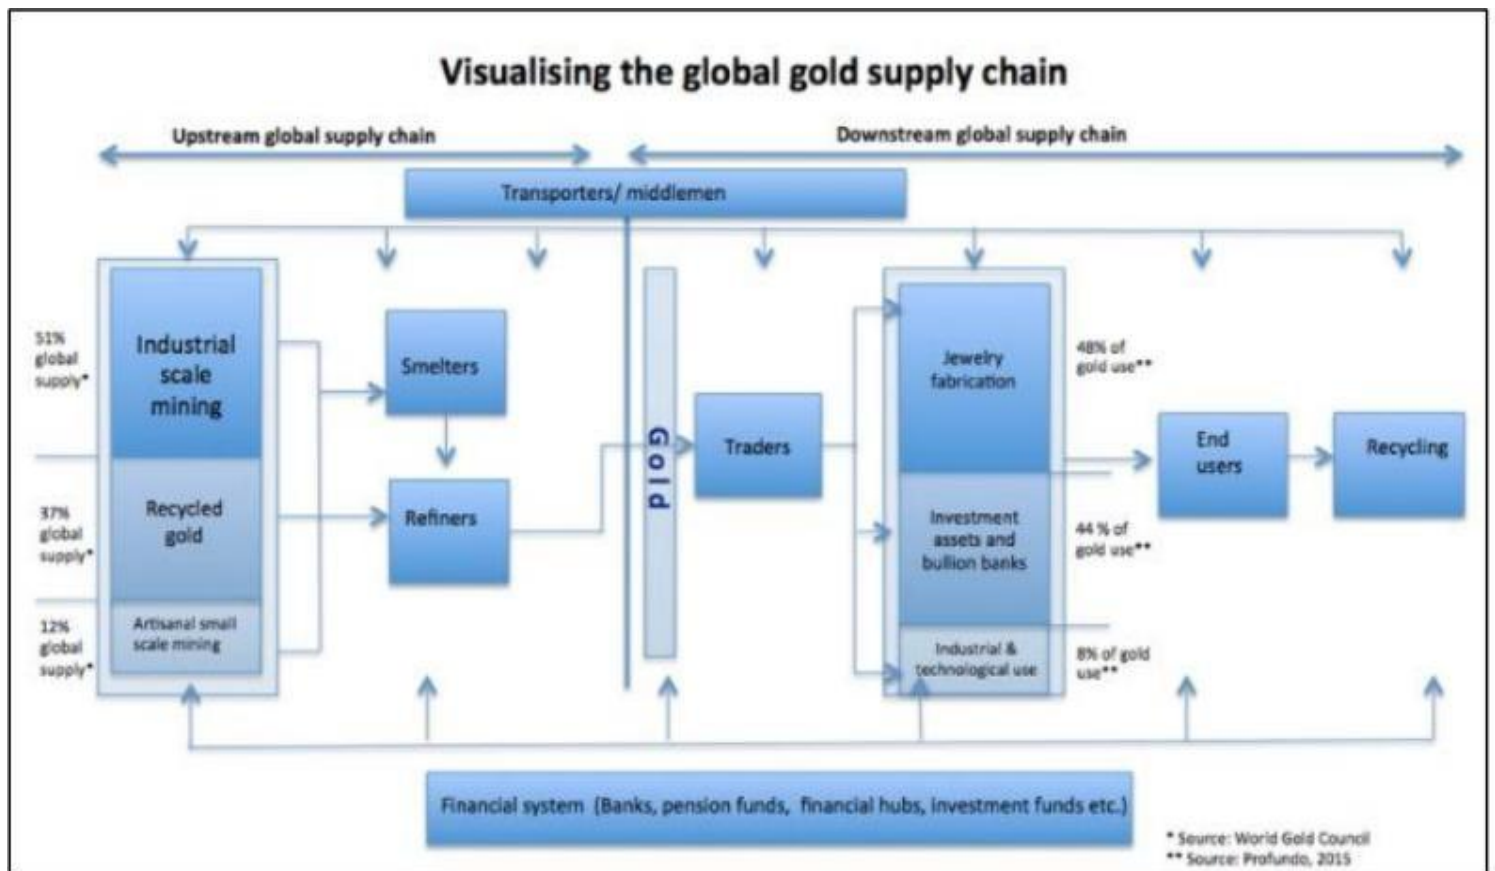 Visualising the global gold supply chain
Upstream global supply chain
Downstream global supply chain
Transporters/ middlemen
51%
global
supply*
Industrial
scale
mining
37%
global
supply*
Recycled
gold
12%
global
supply*
Artisanal small
scale mining
Smelters
Refiners
Gold
Traders
Jewelry
fabrication
48% of
gold use**
Investment
assets and
bullion banks
44 % of
gold use**
Industrial &
technological use
8% of gold
use**
End
users
Recycling
Financial system (Banks, pension funds, financial hubs, investment funds etc.)
* Source: World Gold Council
** Source: Profundo, 2015